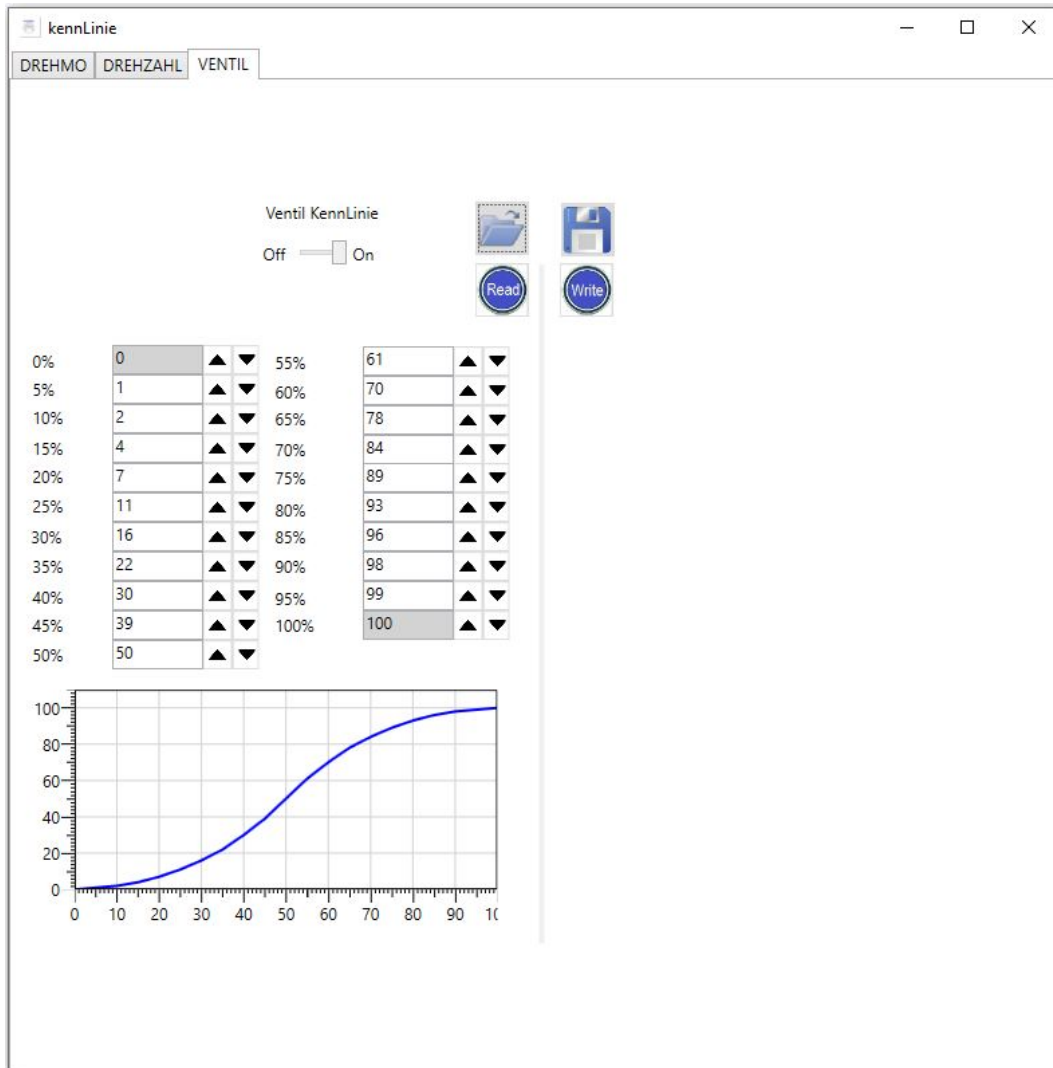 kennLinie
DREHMO DREHZAHL VENTIL
Ventil KennLinie
Off On
Read Write
0% 0 55% 61
5% 1 60% 70
10% 2 65% 78
15% 4 70% 84
20% 7 75% 89
25% 11 80% 93
30% 16 85% 96
35% 22 90% 98
40% 30 95% 99
45% 39 100% 100
50% 50
100
80
60
40
20
0
0 10 20 30 40 50 60 70 80 90 10